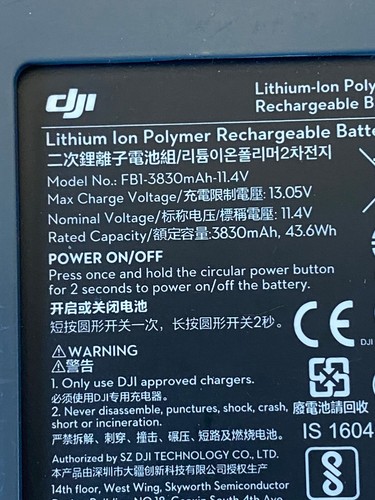 dji
Lithium-Ion Poly
Rechargeable B
Lithium Ion Polymer Rechargeable Batte
二次鋰離子電池組/리튬이온폴리머2차전지
Model No.: FB1-3830mAh-11.4V
Max Charge Voltage/充電限制電壓: 13.05V
Nominal Voltage/标称电压/標稱電壓: 11.4V
Rated Capacity/額定容量:3830mAh, 43.6Wh
POWER ON/OFF
Press once and hold the circular power button
for 2 seconds to power on/off the battery.
开启或关闭电池
短按圆形开关一次，长按圆形开关2秒。
CE
DJI
⚠WARNING
⚠警告
1. Only use DJI approved chargers.
必须使用DJI专用充电器。
2. Never disassemble, punctures, shock, crash,
short or incineration.
严禁拆解、刺穿、撞击、碾压、短路及燃烧电池。
廢電池請回收
IS 1604
Authorized by SZ DJI TECHNOLOGY CO., LTD.
本产品由深圳市大疆创新科技有限公司授权生产
14th floor, West Wing, Skyworth Semiconductor